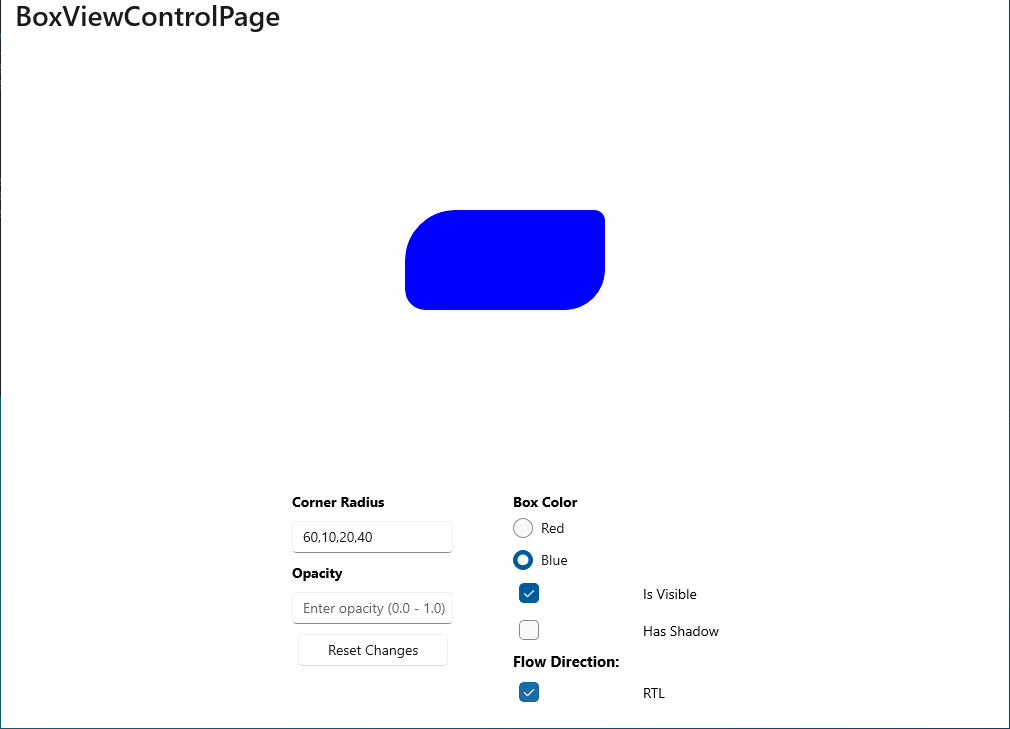 BoxViewControlPage
Corner Radius
60,10,20,40
Opacity
Enter opacity (0.0 - 1.0)
Reset Changes
Box Color
Red
Blue
Is Visible
Has Shadow
Flow Direction:
RTL